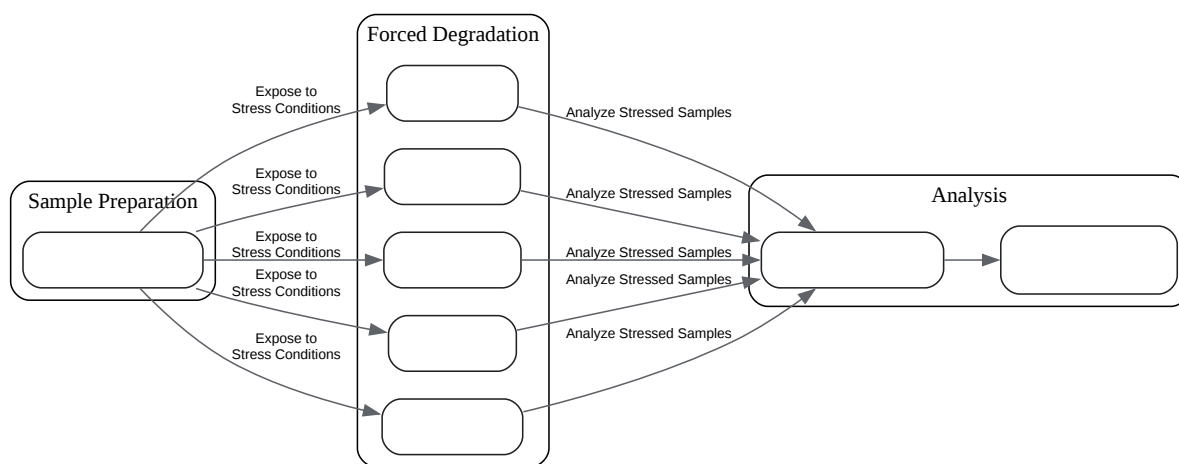 Forced Degradation
Expose to
Stress Conditions
Analyze Stressed Samples
Expose to
Stress Conditions
Sample Preparation
Analyze Stressed Samples
Analysis
Expose to
Stress Conditions
Analyze Stressed Samples
Expose to
Stress Conditions
Analyze Stressed Samples
Expose to
Stress Conditions
Analyze Stressed Samples